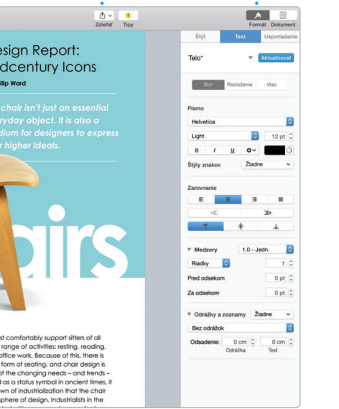 Zdieľať Tipy Formát Dokument
Štýl Text Usporiadanie
Telo* Aktualizovať
Štýl Rozloženie Viac
Písmo
Helvetica
Light 12 pt
B I U
Štýly znakov Žiadne
Zarovnanie
Medzery 1.0 - Jedn.
Riadky 1
Pred odsekom 0 pt
Za odsekom 0 pt
Odrážky a zoznamy Žiadne
Bez odrážok
Odsadenie: 0 cm 0 cm
Odrážka Text
sign Report:
dcentury Icons
ilip Ward
chair isn't just an essential
ryday object. It is also a
dium for designers to express
r higher ideals.
airs
st comfortably support sitters of all
range of activities: resting, reading,
office work. Because of this, there is
form of seating, and chair design is
of the changing needs – and trends –
d as a status symbol in ancient times, it
wn of industrialization that the chair
phere of design. Industrialists in the